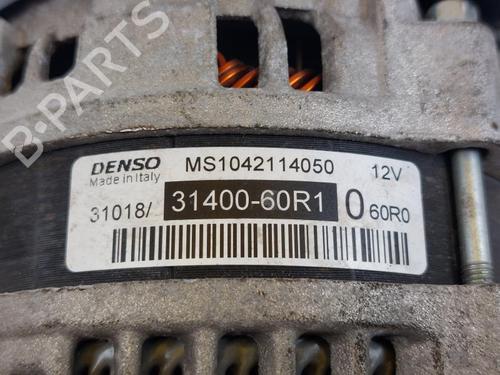 B-PARTS
DENSO MS1042114050 12V
Made in Italy
31018/ 31400-60R1 0 60R0